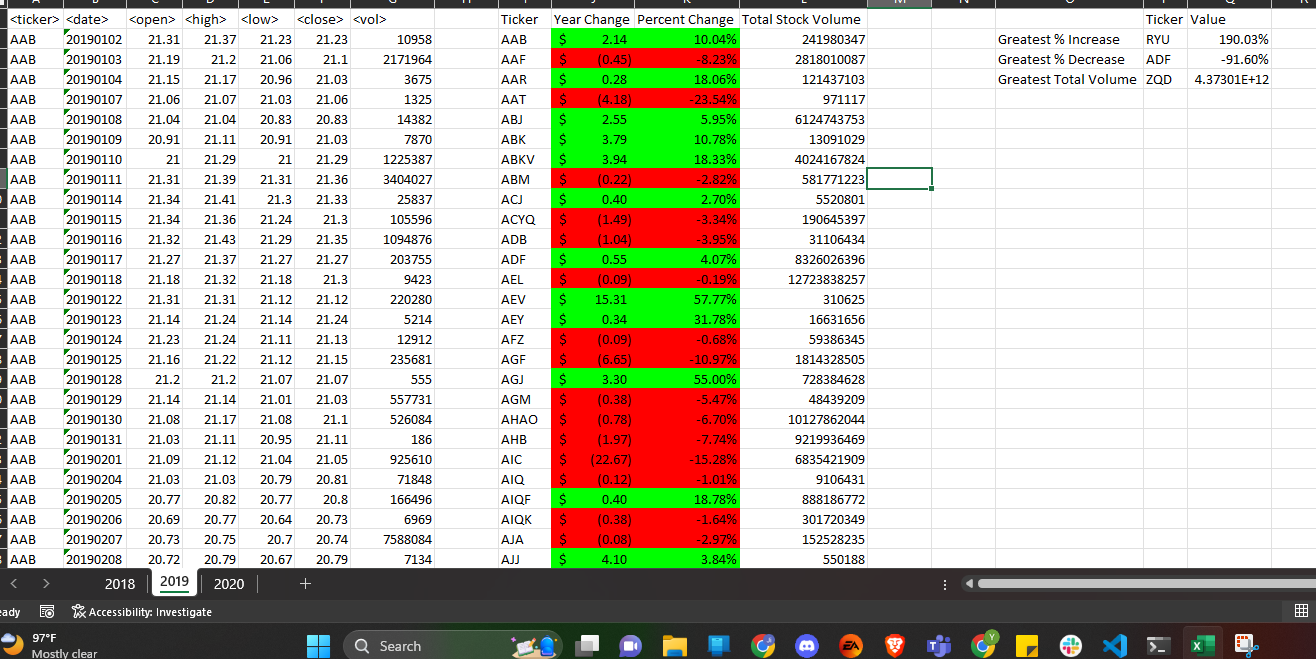 <ticker> <date> <open> <high> <low> <close> <vol> Ticker Year Change Percent Change Total Stock Volume Ticker Value
AAB 20190102 21.31 21.37 21.23 21.23 10958 AAB $ 2.14 10.04% 241980347 Greatest % Increase RYU 190.03%
AAB 20190103 21.19 21.2 21.06 21.1 2171964 AAF $ (0.45) -8.23% 2818010087 Greatest % Decrease ADF -91.60%
AAB 20190104 21.15 21.17 20.96 21.03 3675 AAR $ 0.28 18.06% 121437103 Greatest Total Volume ZQD 4.37301E+12
AAB 20190107 21.06 21.07 21.03 21.06 1325 AAT $ (4.18) -23.54% 971117
AAB 20190108 21.04 21.04 20.83 20.83 14382 ABJ $ 2.55 5.95% 6124743753
AAB 20190109 20.91 21.11 20.91 21.03 7870 ABK $ 3.79 10.78% 13091029
AAB 20190110 21 21.29 21 21.29 1225387 ABKV $ 3.94 18.33% 4024167824
AAB 20190111 21.31 21.39 21.31 21.36 3404027 ABM $ (0.22) -2.82% 581771223
AAB 20190114 21.34 21.41 21.3 21.33 25837 ACJ $ 0.40 2.70% 5520801
AAB 20190115 21.34 21.36 21.24 21.3 105596 ACYQ $ (1.49) -3.34% 190645397
AAB 20190116 21.32 21.43 21.29 21.35 1094876 ADB $ (1.04) -3.95% 31106434
AAB 20190117 21.27 21.37 21.27 21.27 203755 ADF $ 0.55 4.07% 8326026396
AAB 20190118 21.18 21.32 21.18 21.3 9423 AEL $ (0.09) -0.19% 12723838257
AAB 20190122 21.31 21.31 21.12 21.12 220280 AEV $ 15.31 57.77% 310625
AAB 20190123 21.14 21.24 21.14 21.24 5214 AEY $ 0.34 31.78% 16631656
AAB 20190124 21.23 21.24 21.11 21.13 12912 AFZ $ (0.09) -0.68% 59386345
AAB 20190125 21.16 21.22 21.12 21.15 235681 AGF $ (6.65) -10.97% 1814328505
AAB 20190128 21.2 21.2 21.07 21.07 555 AGJ $ 3.30 55.00% 728384628
AAB 20190129 21.14 21.14 21.01 21.03 557731 AGM $ (0.38) -5.47% 48439209
AAB 20190130 21.08 21.17 21.08 21.1 526084 AHAO $ (0.78) -6.70% 10127862044
AAB 20190131 21.03 21.11 20.95 21.11 186 AHB $ (1.97) -7.74% 9219936469
AAB 20190201 21.09 21.12 21.04 21.05 925610 AIC $ (22.67) -15.28% 6835421909
AAB 20190204 21.03 21.03 20.79 20.81 71848 AIQ $ (0.12) -1.01% 9106431
AAB 20190205 20.77 20.82 20.77 20.8 166496 AIQF $ 0.40 18.78% 888186772
AAB 20190206 20.69 20.77 20.64 20.73 6969 AIQK $ (0.38) -1.64% 301720349
AAB 20190207 20.73 20.75 20.7 20.74 7588084 AJA $ (0.08) -2.97% 152528235
AAB 20190208 20.72 20.79 20.67 20.79 7134 AJJ $ 4.10 3.84% 550188
2018 2019 2020 +
eady Accessibility: Investigate
97°F
Mostly clear
Search